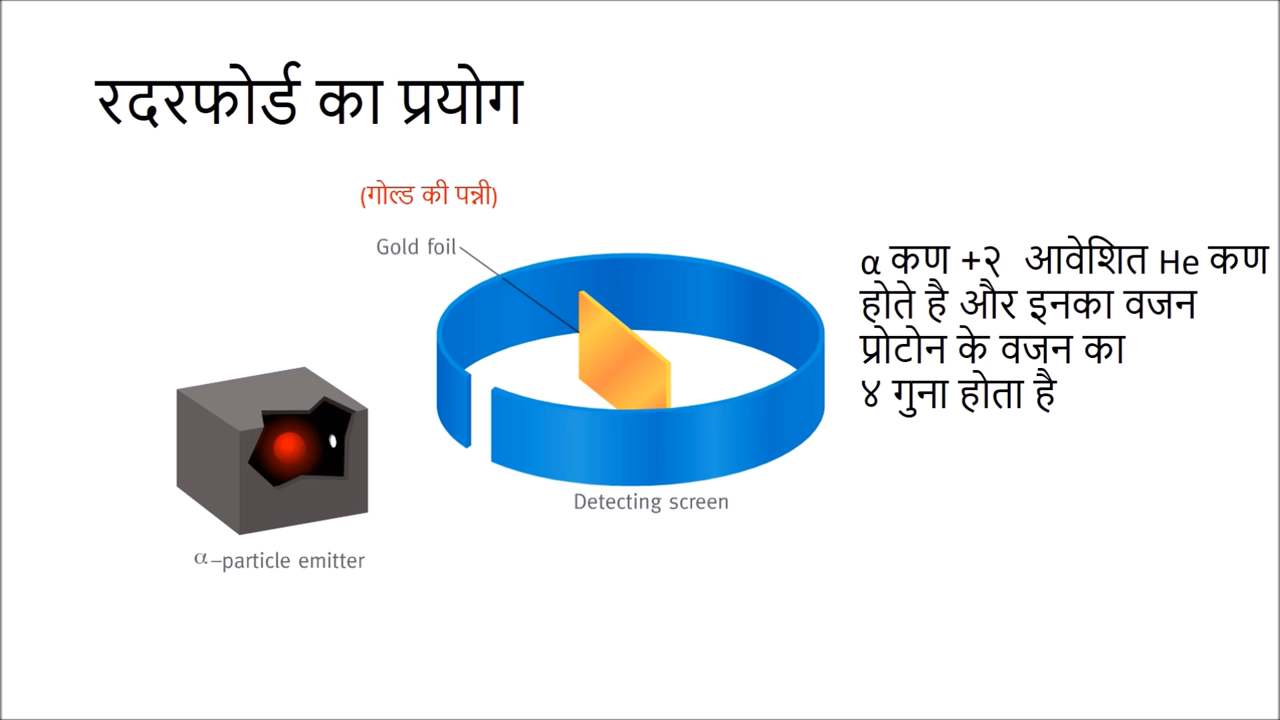 रदरफोर्ड का प्रयोग
(गोल्ड की पन्नी)
Gold foil
α कण +२ आवेशित He कण
होते है और इनका वजन
प्रोटोन के वजन का
४ गुना होता है
Detecting screen
α–particle emitter